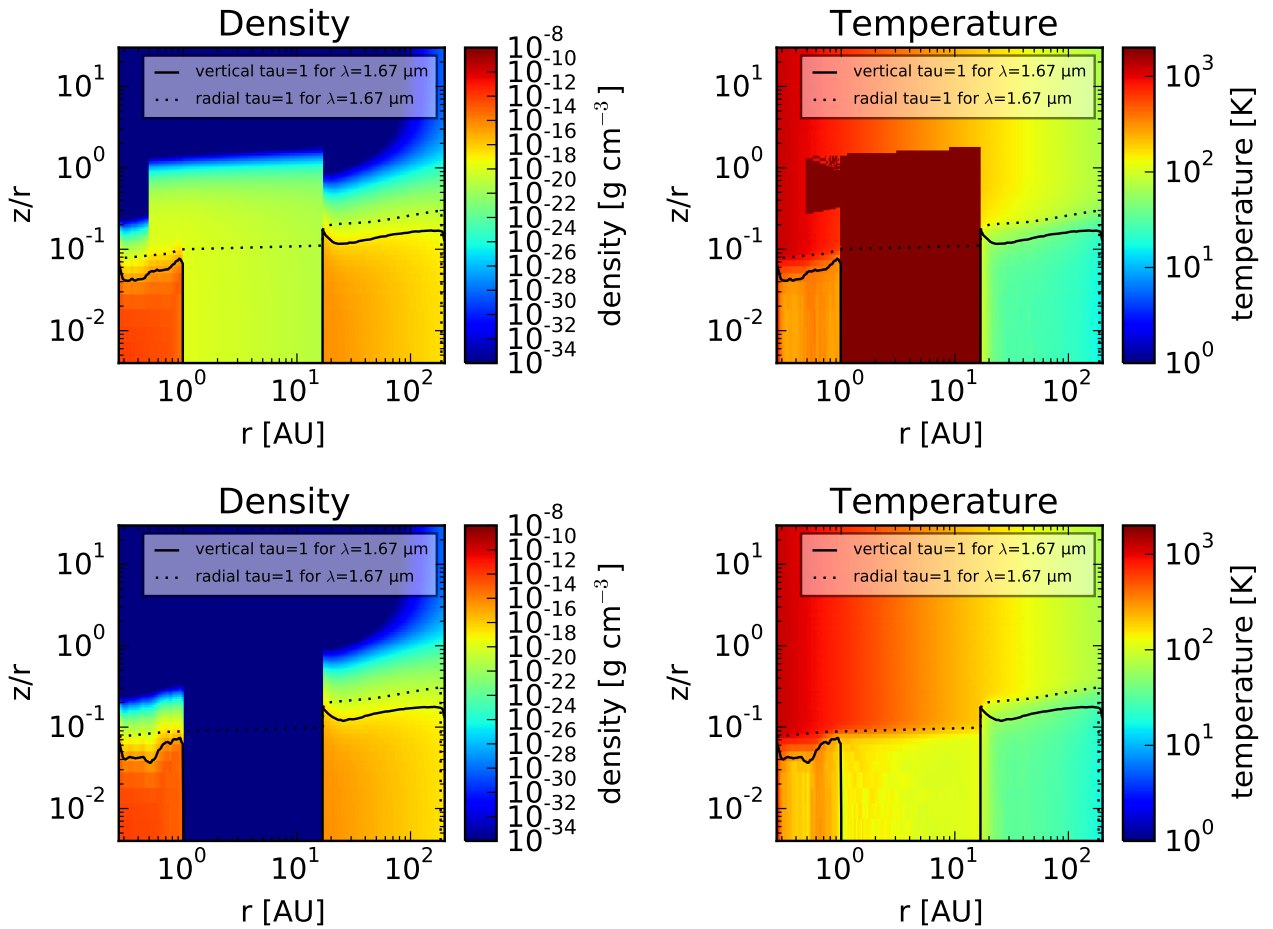 Density
Temperature
vertical tau=1 for λ=1.67 μm
radial tau=1 for λ=1.67 μm
vertical tau=1 for λ=1.67 μm
radial tau=1 for λ=1.67 μm
z/r
10^1
10^0
10^-1
10^-2
10^0
10^1
10^2
r [AU]
10^-8
10^-10
10^-12
10^-14
10^-16
10^-18
10^-20
10^-22
10^-24
10^-26
10^-28
10^-30
10^-32
10^-34
density [g cm^−3 ]
z/r
10^1
10^0
10^-1
10^-2
10^0
10^1
10^2
r [AU]
10^3
10^2
10^1
10^0
temperature [K]
Density
Temperature
vertical tau=1 for λ=1.67 μm
radial tau=1 for λ=1.67 μm
vertical tau=1 for λ=1.67 μm
radial tau=1 for λ=1.67 μm
z/r
10^1
10^0
10^-1
10^-2
10^0
10^1
10^2
r [AU]
10^-8
10^-10
10^-12
10^-14
10^-16
10^-18
10^-20
10^-22
10^-24
10^-26
10^-28
10^-30
10^-32
10^-34
density [g cm^−3 ]
z/r
10^1
10^0
10^-1
10^-2
10^0
10^1
10^2
r [AU]
10^3
10^2
10^1
10^0
temperature [K]